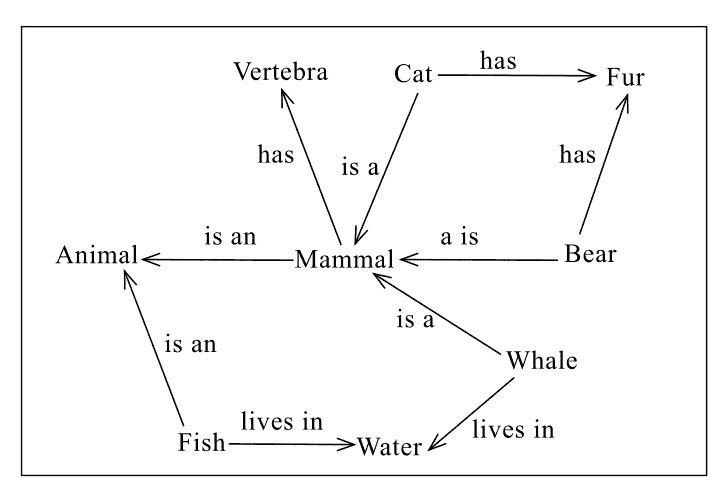 Vertebra
Cat
has
Fur
has
is a
has
Animal
is an
Mammal
a is
Bear
is an
is a
Whale
Fish
lives in
Water
lives in